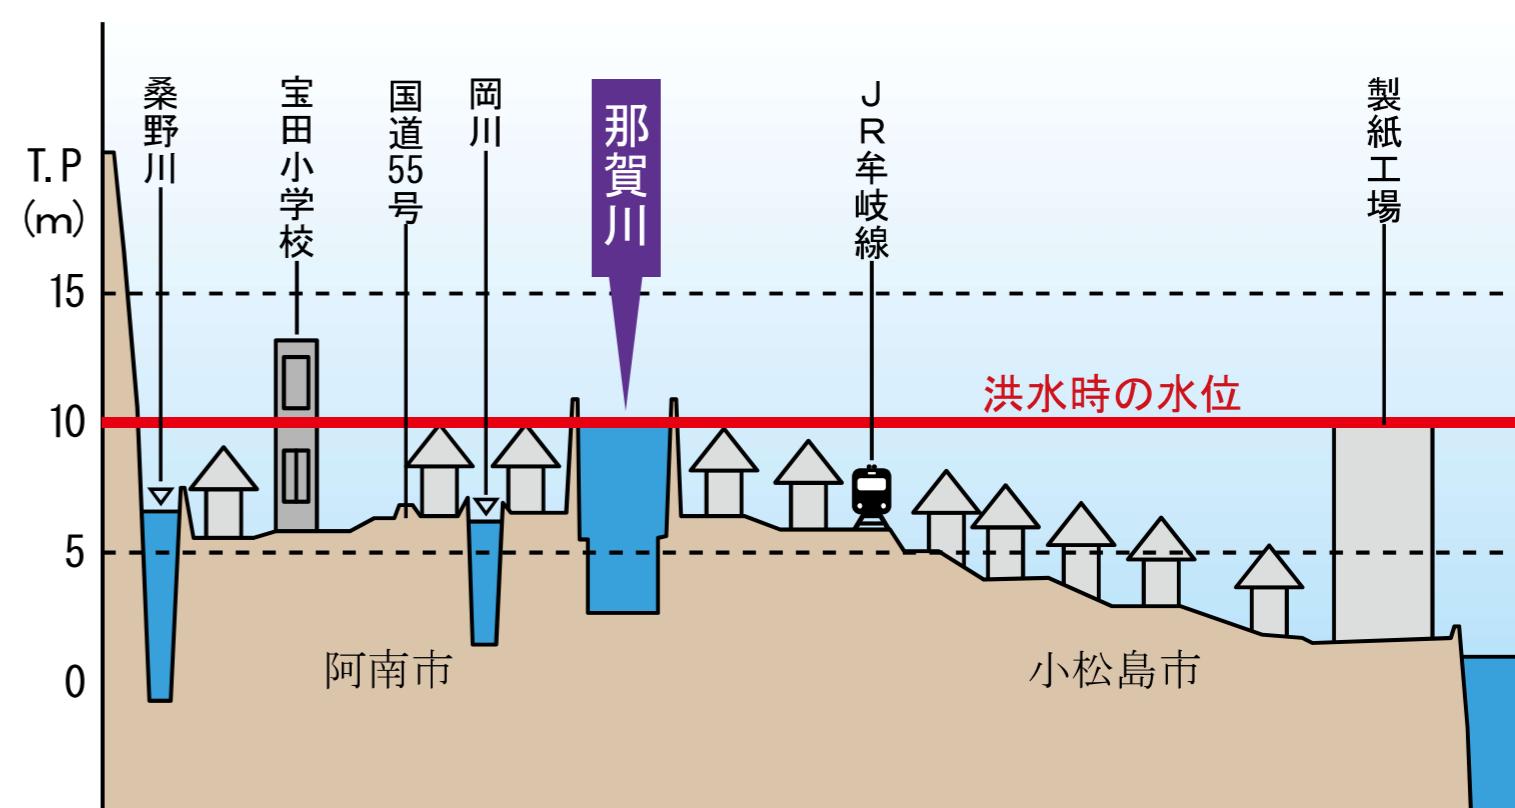 桑野川
宝田小学校
国道55号
岡川
那賀川
JR牟岐線
製紙工場
T.P
(m)
15
10
5
0
洪水時の水位
阿南市
小松島市